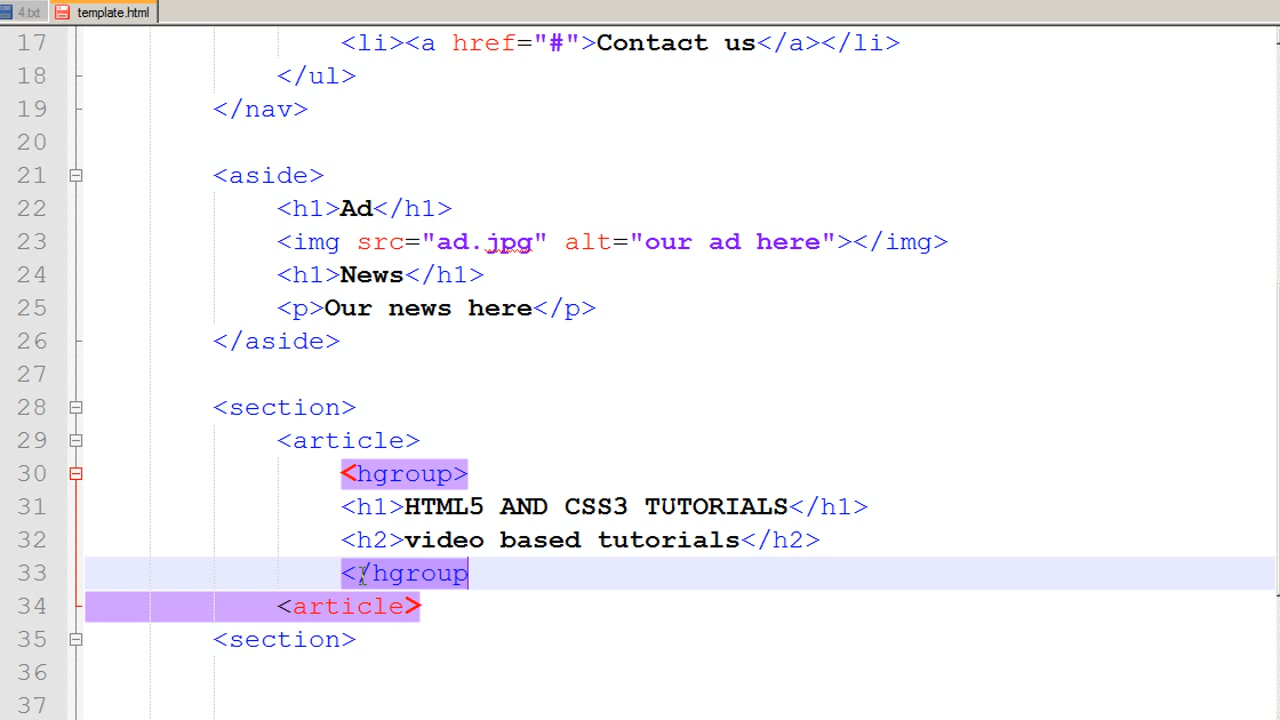 4.txt template.html
17 <li><a href="#">Contact us</a></li>
18 </ul>
19 </nav>
20
21 <aside>
22 <h1>Ad</h1>
23 <img src="ad.jpg" alt="our ad here"></img>
24 <h1>News</h1>
25 <p>Our news here</p>
26 </aside>
27
28 <section>
29 <article>
30 <hgroup>
31 <h1>HTML5 AND CSS3 TUTORIALS</h1>
32 <h2>video based tutorials</h2>
33 </hgroup
34 <article>
35 <section>
36
37